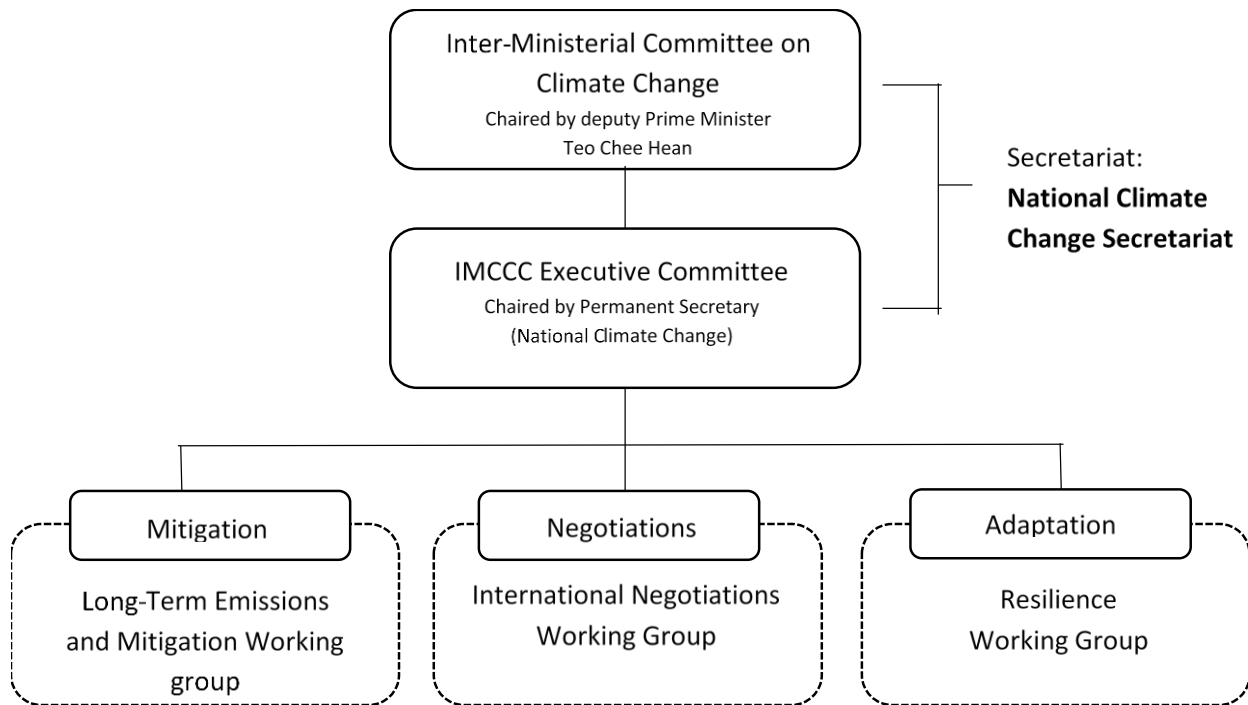 Inter-Ministerial Committee on
Climate Change
Chaired by deputy Prime Minister
Teo Chee Hean
Secretariat:
National Climate
Change Secretariat
IMCCC Executive Committee
Chaired by Permanent Secretary
(National Climate Change)
Mitigation
Long-Term Emissions
and Mitigation Working
group
Negotiations
International Negotiations
Working Group
Adaptation
Resilience
Working Group